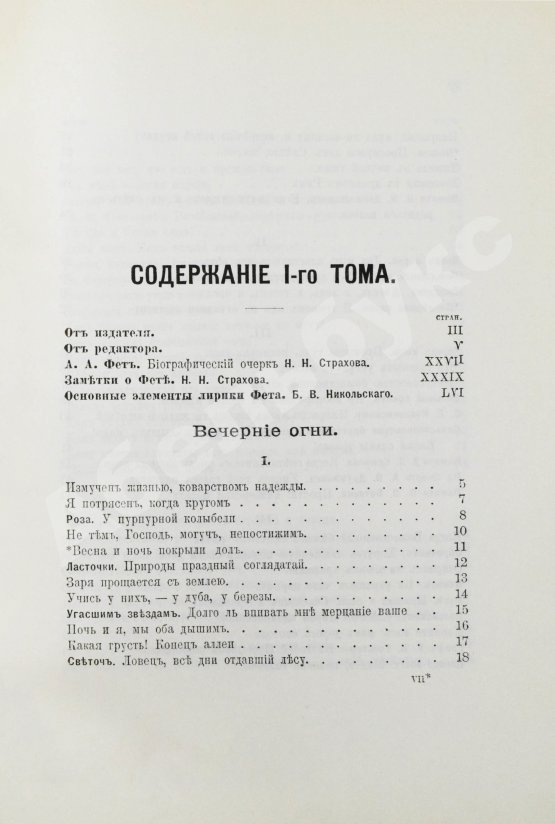 СОДЕРЖАНІЕ I-го ТОМА.
СТРАН.
Отъ издателя. III
Отъ редактора. V
А. А. Фетъ. Біографическій очеркъ Н. Н. Страхова. XXVII
Замѣтки о Фетѣ. Н. Н. Страхова. XXXIX
Основные элементы лирики Фета. Б. В. Никольскаго. LVI
Вечерніе огни.
I.
Измученъ жизнью, коварствомъ надежды. . . . . . . . . . 5
Я потрясенъ, когда кругомъ . . . . . . . . . . 7
Роза. У пурпурной колыбели . . . . . . . . . . 8
Не тѣмъ, Господь, могучъ, непостижимъ. . . . . . . . . . 10
*Весна и ночь покрыли долъ. . . . . . . . . . 11
Ласточки. Природы праздный соглядатай. . . . . . . . . . 12
Заря прощается съ землею. . . . . . . . . . 13
Учись у нихъ, — у дуба, у березы. . . . . . . . . . 14
Угасшимъ звѣздамъ. Долго ль впивать мнѣ мерцаніе ваше . . 15
Ночь и я, мы оба дышимъ. . . . . . . . . . 16
Какая грусть! Конецъ аллеи . . . . . . . . . . 17
Свѣточъ. Ловецъ, всѣ дни отдавшій лѣсу. . . . . . . . . . 18
VII*